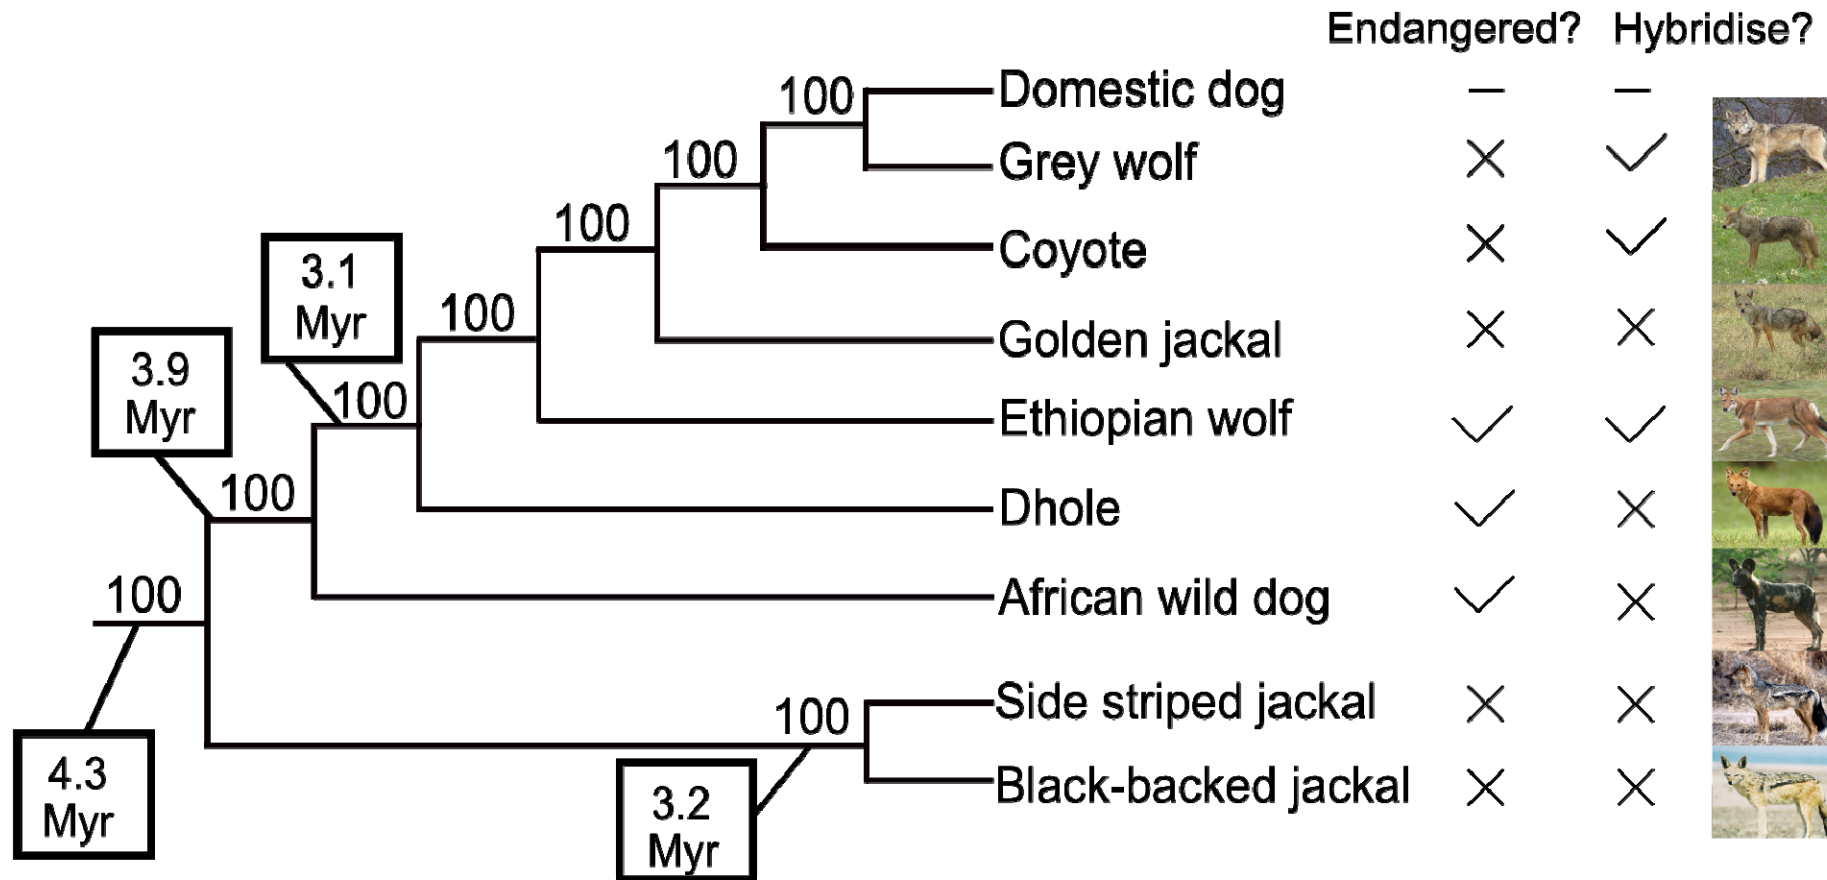 Endangered? Hybridise?
100 Domestic dog – –
100 Grey wolf × ✓
100 Coyote × ✓
3.1
Myr
100 Golden jackal × ×
3.9
Myr
100 Ethiopian wolf ✓ ✓
100 Dhole ✓ ×
100 African wild dog ✓ ×
4.3
Myr
100 Side striped jackal × ×
3.2
Myr
Black-backed jackal × ×